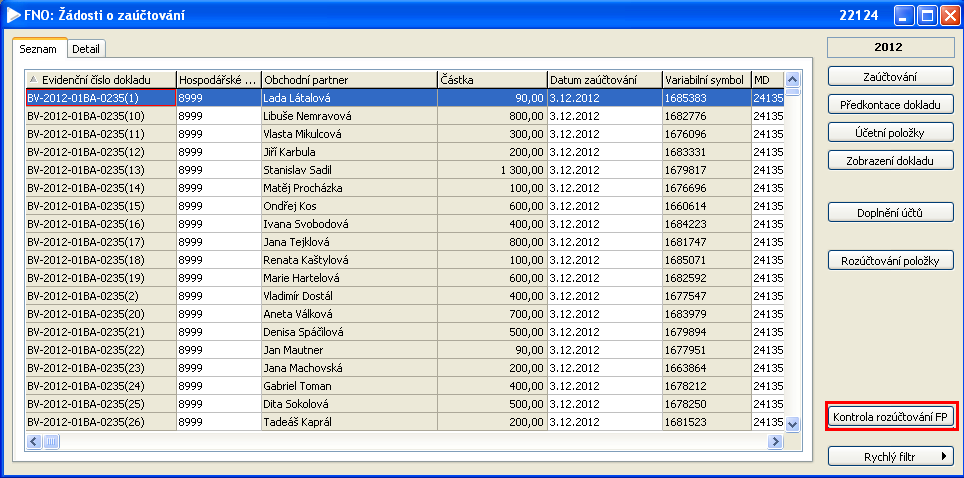 FNO: Žádosti o zaúčtování 22124
Seznam Detail
Evidenční číslo dokladu Hospodářské ... Obchodní partner Částka Datum zaúčtování Variabilní symbol MD
BV-2012-01BA-0235(1) 8999 Lada Látalová 90,00 3.12.2012 1685383 24135
BV-2012-01BA-0235(10) 8999 Libuše Nemravová 800,00 3.12.2012 1682776 24135
BV-2012-01BA-0235(11) 8999 Vlasta Mikulcová 300,00 3.12.2012 1676096 24135
BV-2012-01BA-0235(12) 8999 Jiří Karbula 200,00 3.12.2012 1683331 24135
BV-2012-01BA-0235(13) 8999 Stanislav Sadil 1 300,00 3.12.2012 1679817 24135
BV-2012-01BA-0235(14) 8999 Matěj Procházka 100,00 3.12.2012 1676696 24135
BV-2012-01BA-0235(15) 8999 Ondřej Kos 600,00 3.12.2012 1660614 24135
BV-2012-01BA-0235(16) 8999 Ivana Svobodová 400,00 3.12.2012 1684223 24135
BV-2012-01BA-0235(17) 8999 Jana Tejklová 800,00 3.12.2012 1681747 24135
BV-2012-01BA-0235(18) 8999 Renata Kaštylová 100,00 3.12.2012 1685071 24135
BV-2012-01BA-0235(19) 8999 Marie Hartelová 600,00 3.12.2012 1682592 24135
BV-2012-01BA-0235(2) 8999 Vladimír Dostál 400,00 3.12.2012 1677547 24135
BV-2012-01BA-0235(20) 8999 Aneta Válková 700,00 3.12.2012 1683979 24135
BV-2012-01BA-0235(21) 8999 Denisa Spáčilová 500,00 3.12.2012 1679894 24135
BV-2012-01BA-0235(22) 8999 Jan Mautner 90,00 3.12.2012 1677951 24135
BV-2012-01BA-0235(23) 8999 Jana Machovská 200,00 3.12.2012 1663864 24135
BV-2012-01BA-0235(24) 8999 Gabriel Toman 400,00 3.12.2012 1678212 24135
BV-2012-01BA-0235(25) 8999 Dita Sokolová 500,00 3.12.2012 1678250 24135
BV-2012-01BA-0235(26) 8999 Tadeáš Kaprál 200,00 3.12.2012 1681523 24135
2012
Zaúčtování
Předkontace dokladu
Účetní položky
Zobrazení dokladu
Doplnění účtů
Rozúčtování položky
Kontrola rozúčtování FP
Rychlý filtr